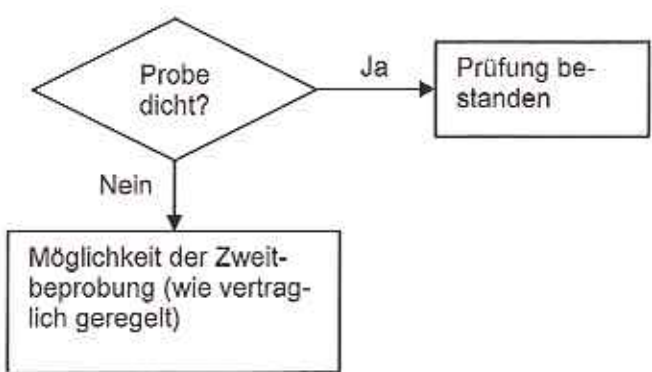 Probe
dicht?
Ja
Prüfung be-
standen
Nein
Möglichkeit der Zweit-
beprobung (wie vertrag-
lich geregelt)